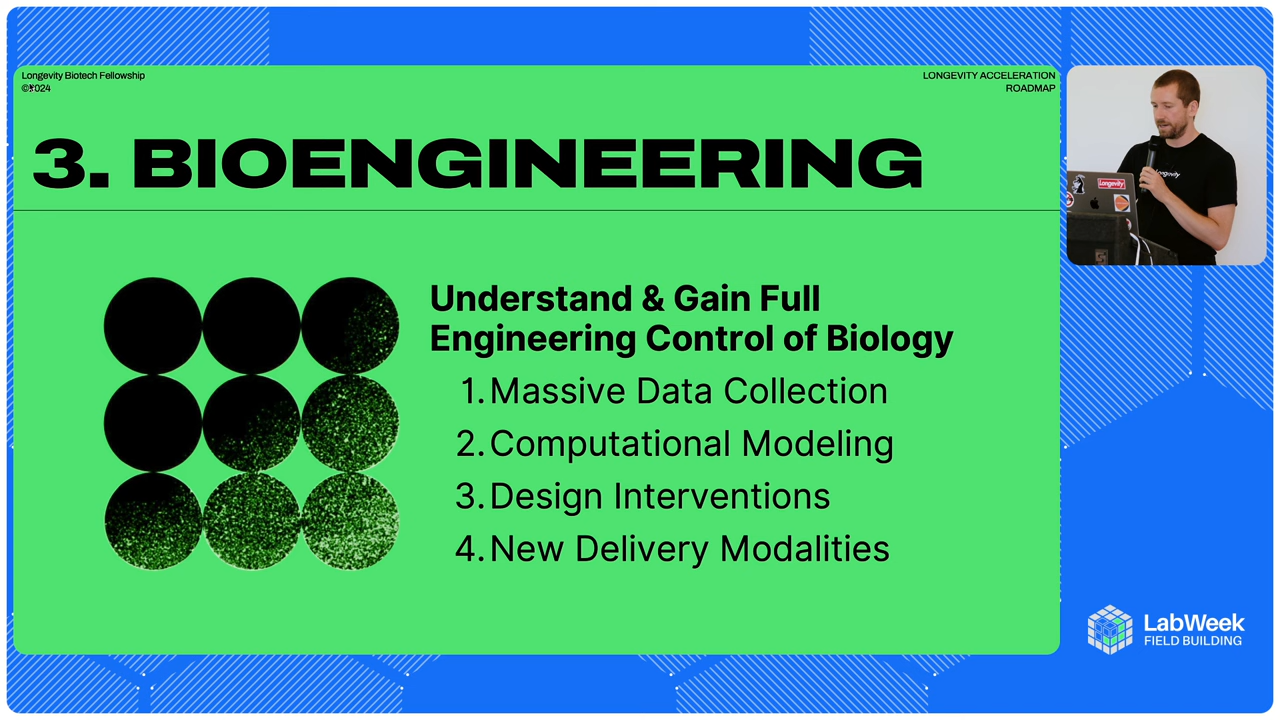 Longevity Biotech Fellowship
LONGEVITY ACCELERATION
ROADMAP
3. BIOENGINEERING
Understand & Gain Full
Engineering Control of Biology
1. Massive Data Collection
2. Computational Modeling
3. Design Interventions
4. New Delivery Modalities
Longevity
LabWeek
FIELD BUILDING